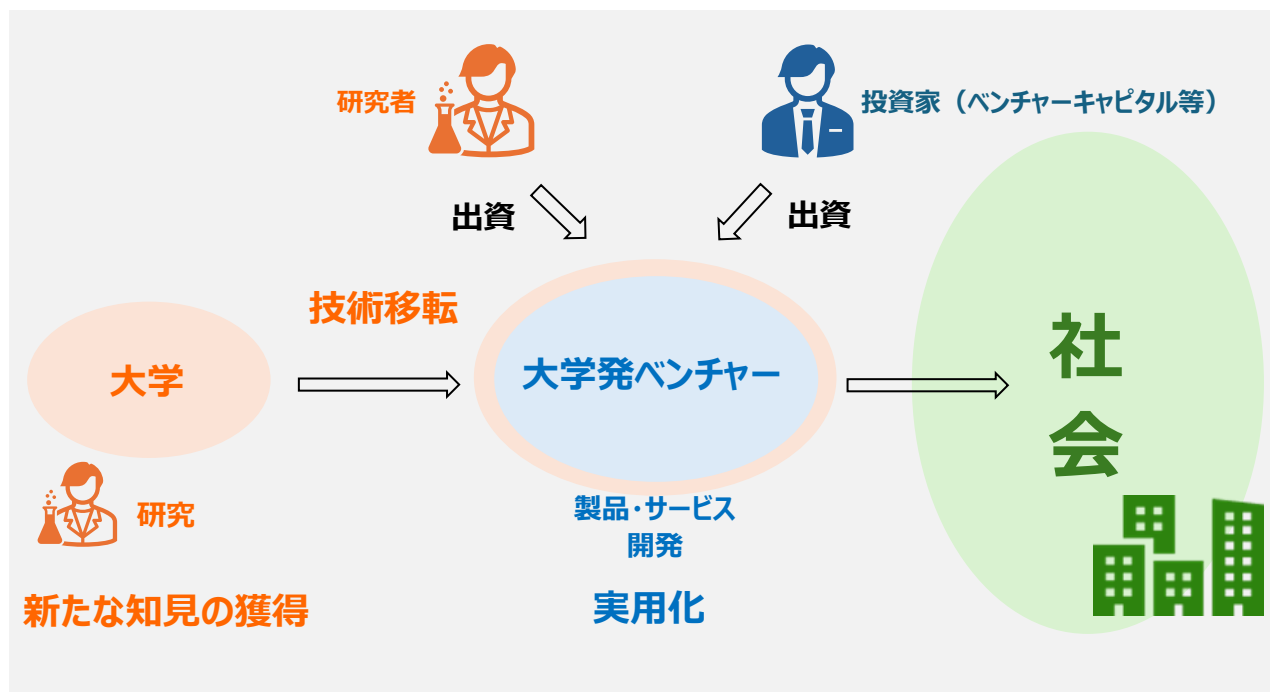 研究者
投資家（ベンチャーキャピタル等）
出資
出資
技術移転
大学
大学発ベンチャー
社
会
研究
製品・サービス
開発
新たな知見の獲得
実用化